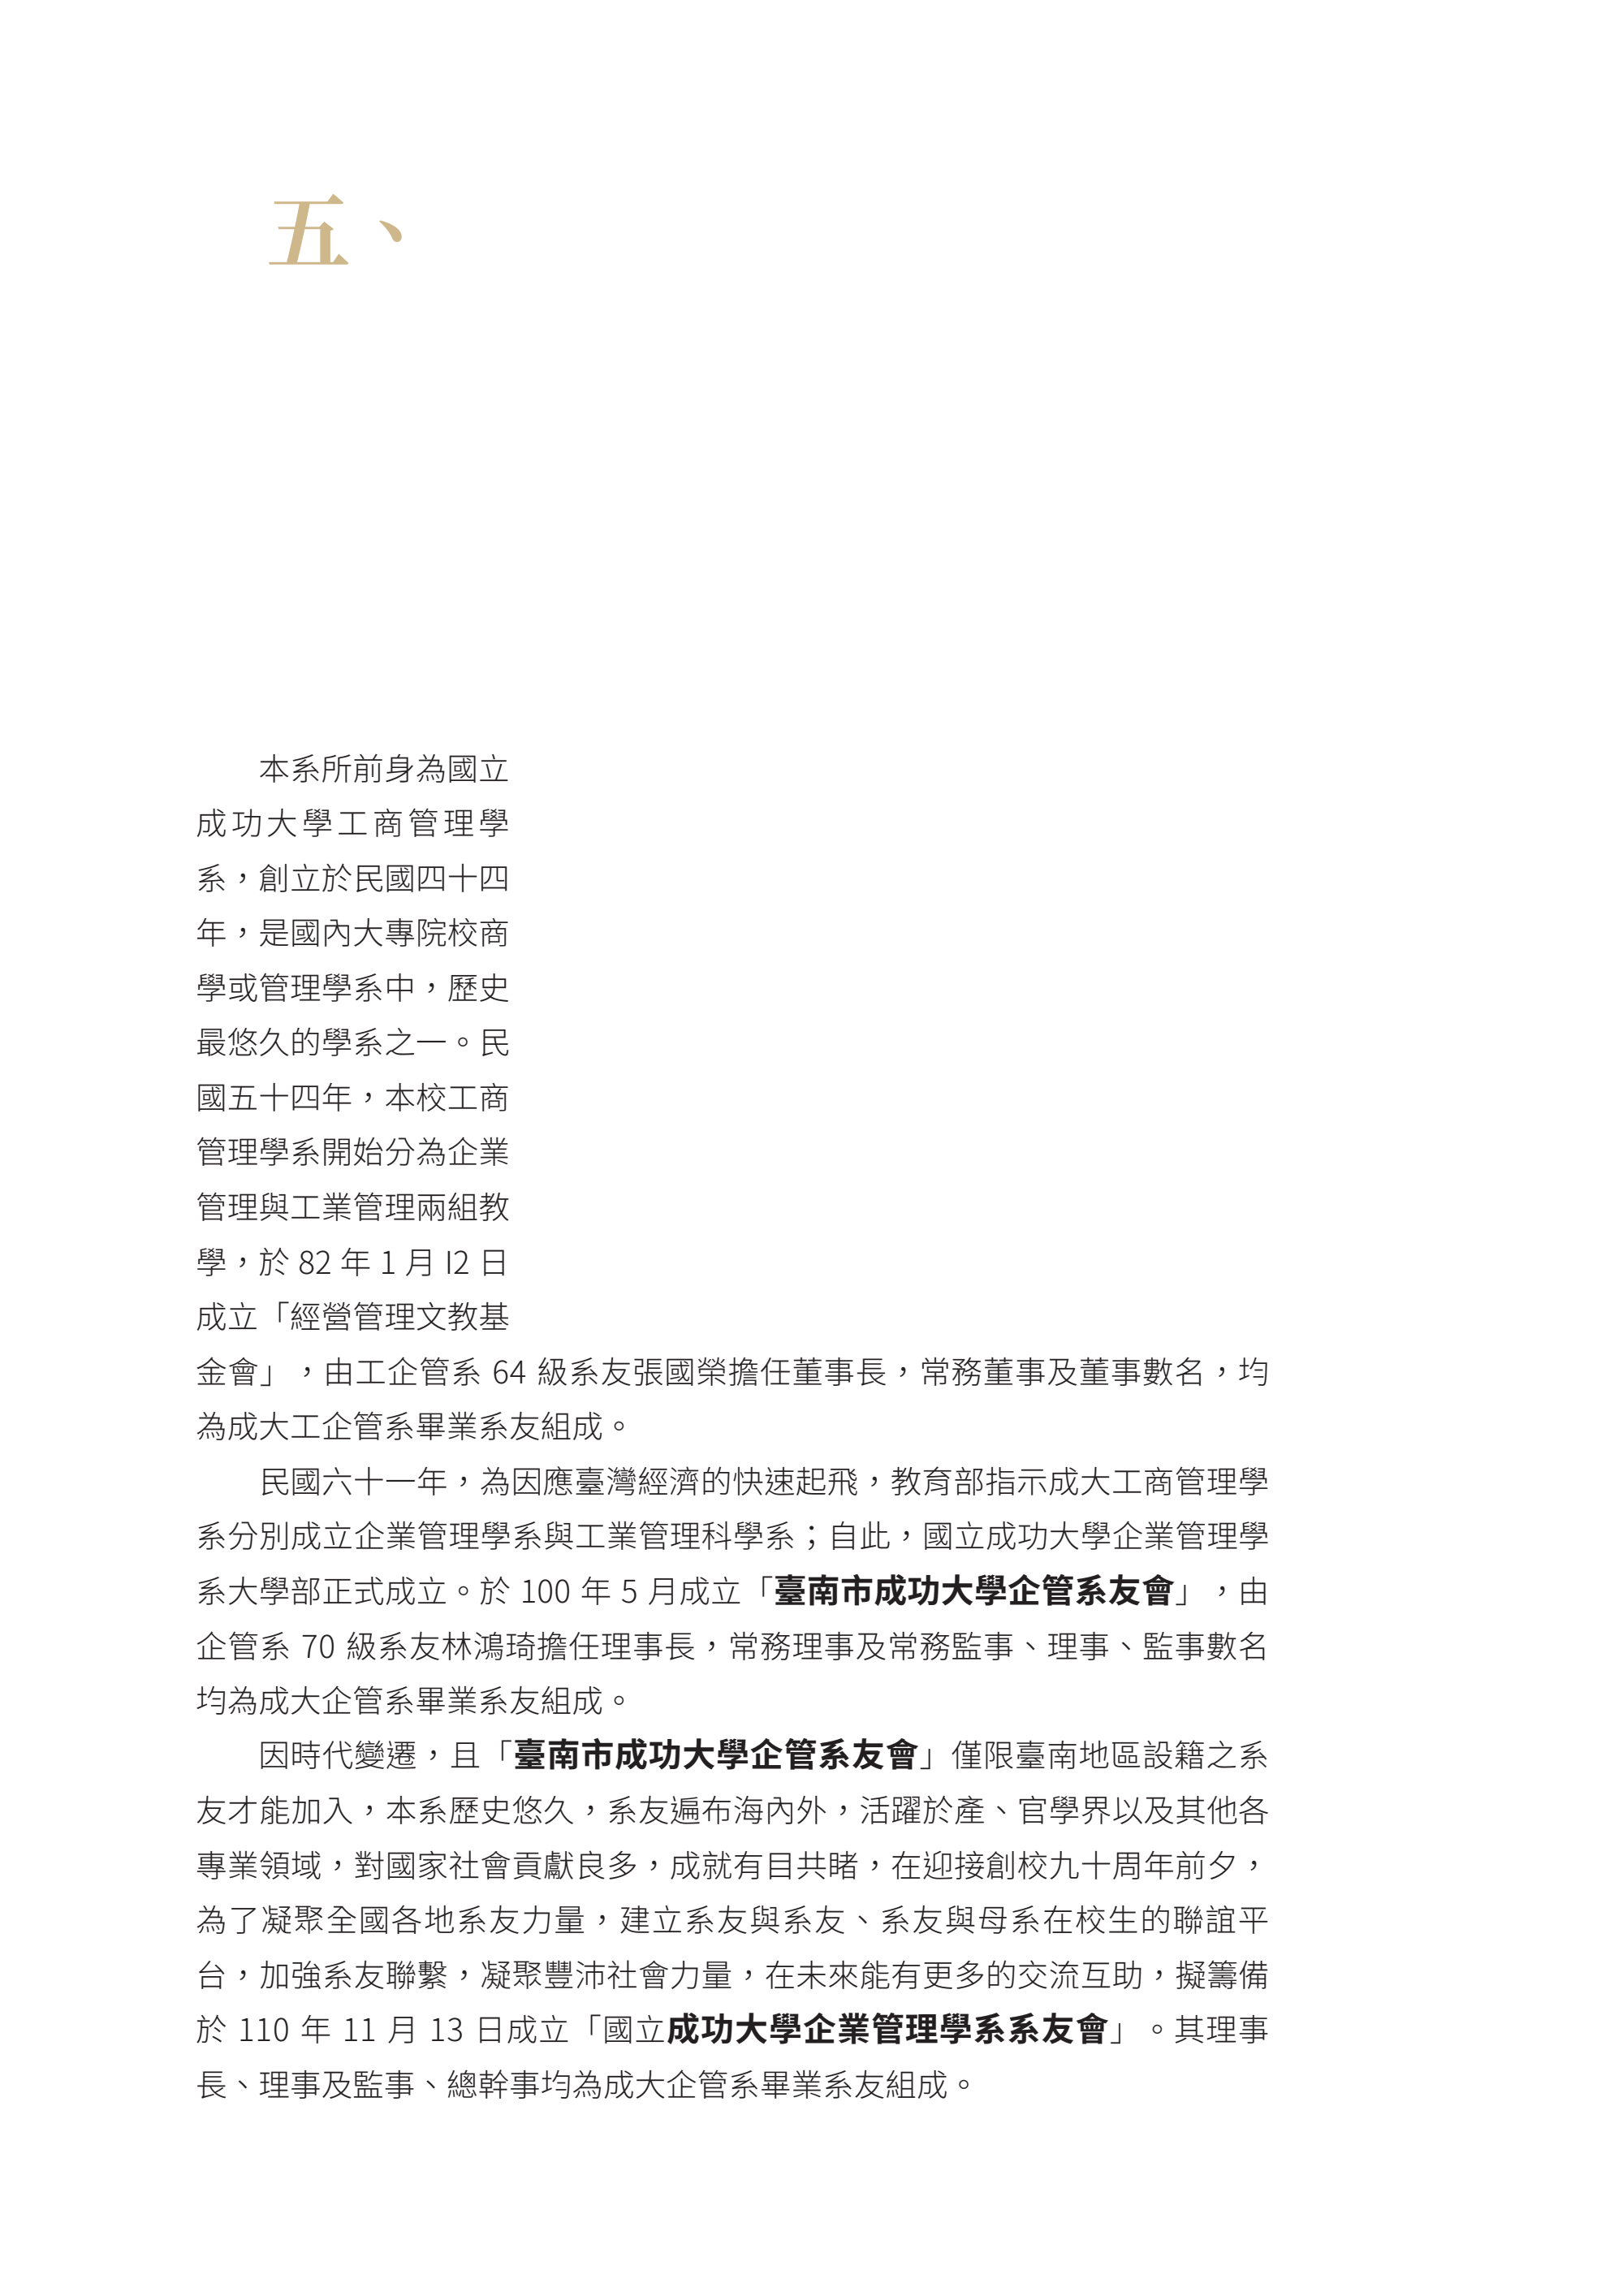 五、
本系所前身為國立
成功大學工商管理學
系，創立於民國四十四
年，是國內大專院校商
學或管理學系中，歷史
最悠久的學系之一。民
國五十四年，本校工商
管理學系開始分為企業
管理與工業管理兩組教
學，於 82 年 1 月 l2 日
成立「經營管理文教基
金會」，由工企管系 64 級系友張國榮擔任董事長，常務董事及董事數名，均
為成大工企管系畢業系友組成。
民國六十一年，為因應臺灣經濟的快速起飛，教育部指示成大工商管理學
系分別成立企業管理學系與工業管理科學系；自此，國立成功大學企業管理學
系大學部正式成立。於 100 年 5 月成立「臺南市成功大學企管系友會」，由
企管系 70 級系友林鴻琦擔任理事長，常務理事及常務監事、理事、監事數名
均為成大企管系畢業系友組成。
因時代變遷，且「臺南市成功大學企管系友會」僅限臺南地區設籍之系
友才能加入，本系歷史悠久，系友遍布海內外，活躍於產、官學界以及其他各
專業領域，對國家社會貢獻良多，成就有目共睹，在迎接創校九十周年前夕，
為了凝聚全國各地系友力量，建立系友與系友、系友與母系在校生的聯誼平
台，加強系友聯繫，凝聚豐沛社會力量，在未來能有更多的交流互助，擬籌備
於 110 年 11 月 13 日成立「國立成功大學企業管理學系系友會」。其理事
長、理事及監事、總幹事均為成大企管系畢業系友組成。